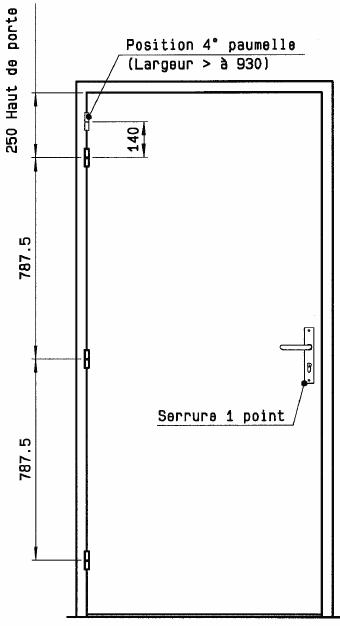 Position 4° paumelle
(Largeur > à 930)
250 Haut de porte
140
787.5
787.5
Serrure 1 point